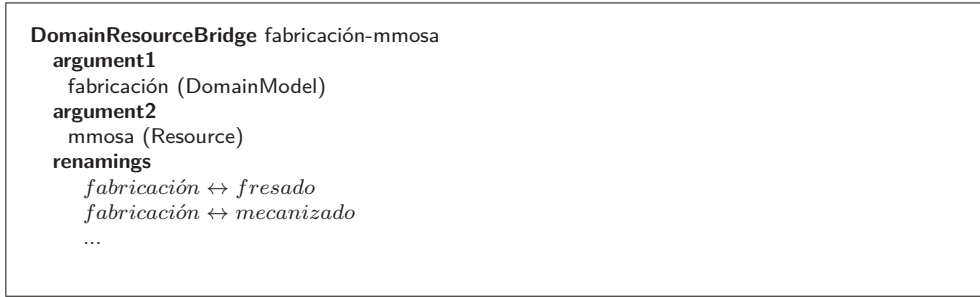 DomainResourceBridge fabricación-mmosa
argument1
fabricación (DomainModel)
argument2
mmosa (Resource)
renamings
fabricación ↔ fresado
fabricación ↔ mecanizado
...